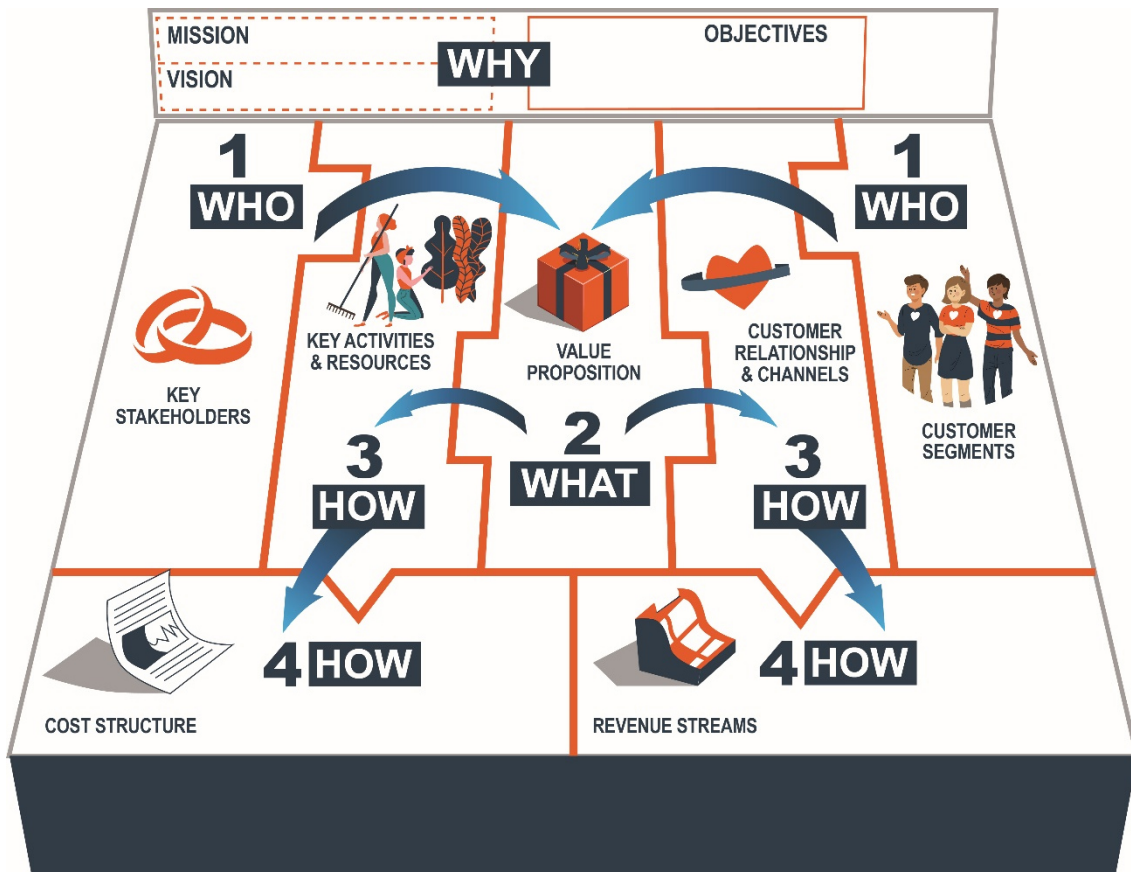 MISSION
VISION
WHY
OBJECTIVES
1
WHO
1
WHO
KEY
STAKEHOLDERS
KEY ACTIVITIES
& RESOURCES
VALUE
PROPOSITION
CUSTOMER
RELATIONSHIP
& CHANNELS
CUSTOMER
SEGMENTS
3
HOW
2
WHAT
3
HOW
4 HOW
COST STRUCTURE
4 HOW
REVENUE STREAMS